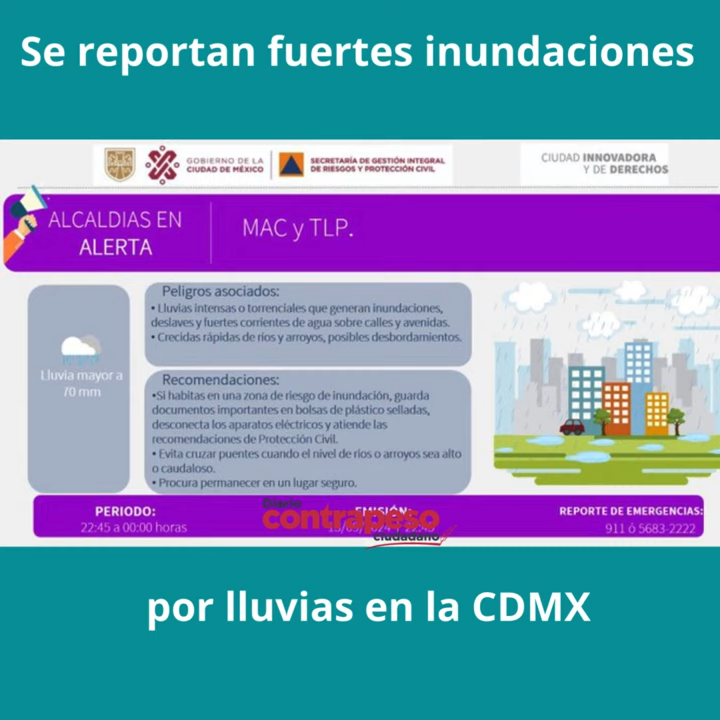 Se reportan fuertes inundaciones
GOBIERNO DE LA
CIUDAD DE MÉXICO
SECRETARÍA DE GESTIÓN INTEGRAL
DE RIESGOS Y PROTECCIÓN CIVIL
CIUDAD INNOVADORA
Y DE DERECHOS
ALCALDIAS EN
ALERTA
MAC y TLP.
Lluvia mayor a
70 mm
Peligros asociados:
• Lluvias intensas o torrenciales que generan inundaciones,
deslaves y fuertes corrientes de agua sobre calles y avenidas.
• Crecidas rápidas de ríos y arroyos, posibles desbordamientos.
Recomendaciones:
•Si habitas en una zona de riesgo de inundación, guarda
documentos importantes en bolsas de plástico selladas,
desconecta los aparatos eléctricos y atiende las
recomendaciones de Protección Civil.
• Evita cruzar puentes cuando el nivel de ríos o arroyos sea alto
o caudaloso.
• Procura permanecer en un lugar seguro.
PERIODO:
22:45 a 00:00 horas
EMISIÓN:
Diario
contrapeso
ciudadano
REPORTE DE EMERGENCIAS:
911 ó 5683-2222
por lluvias en la CDMX